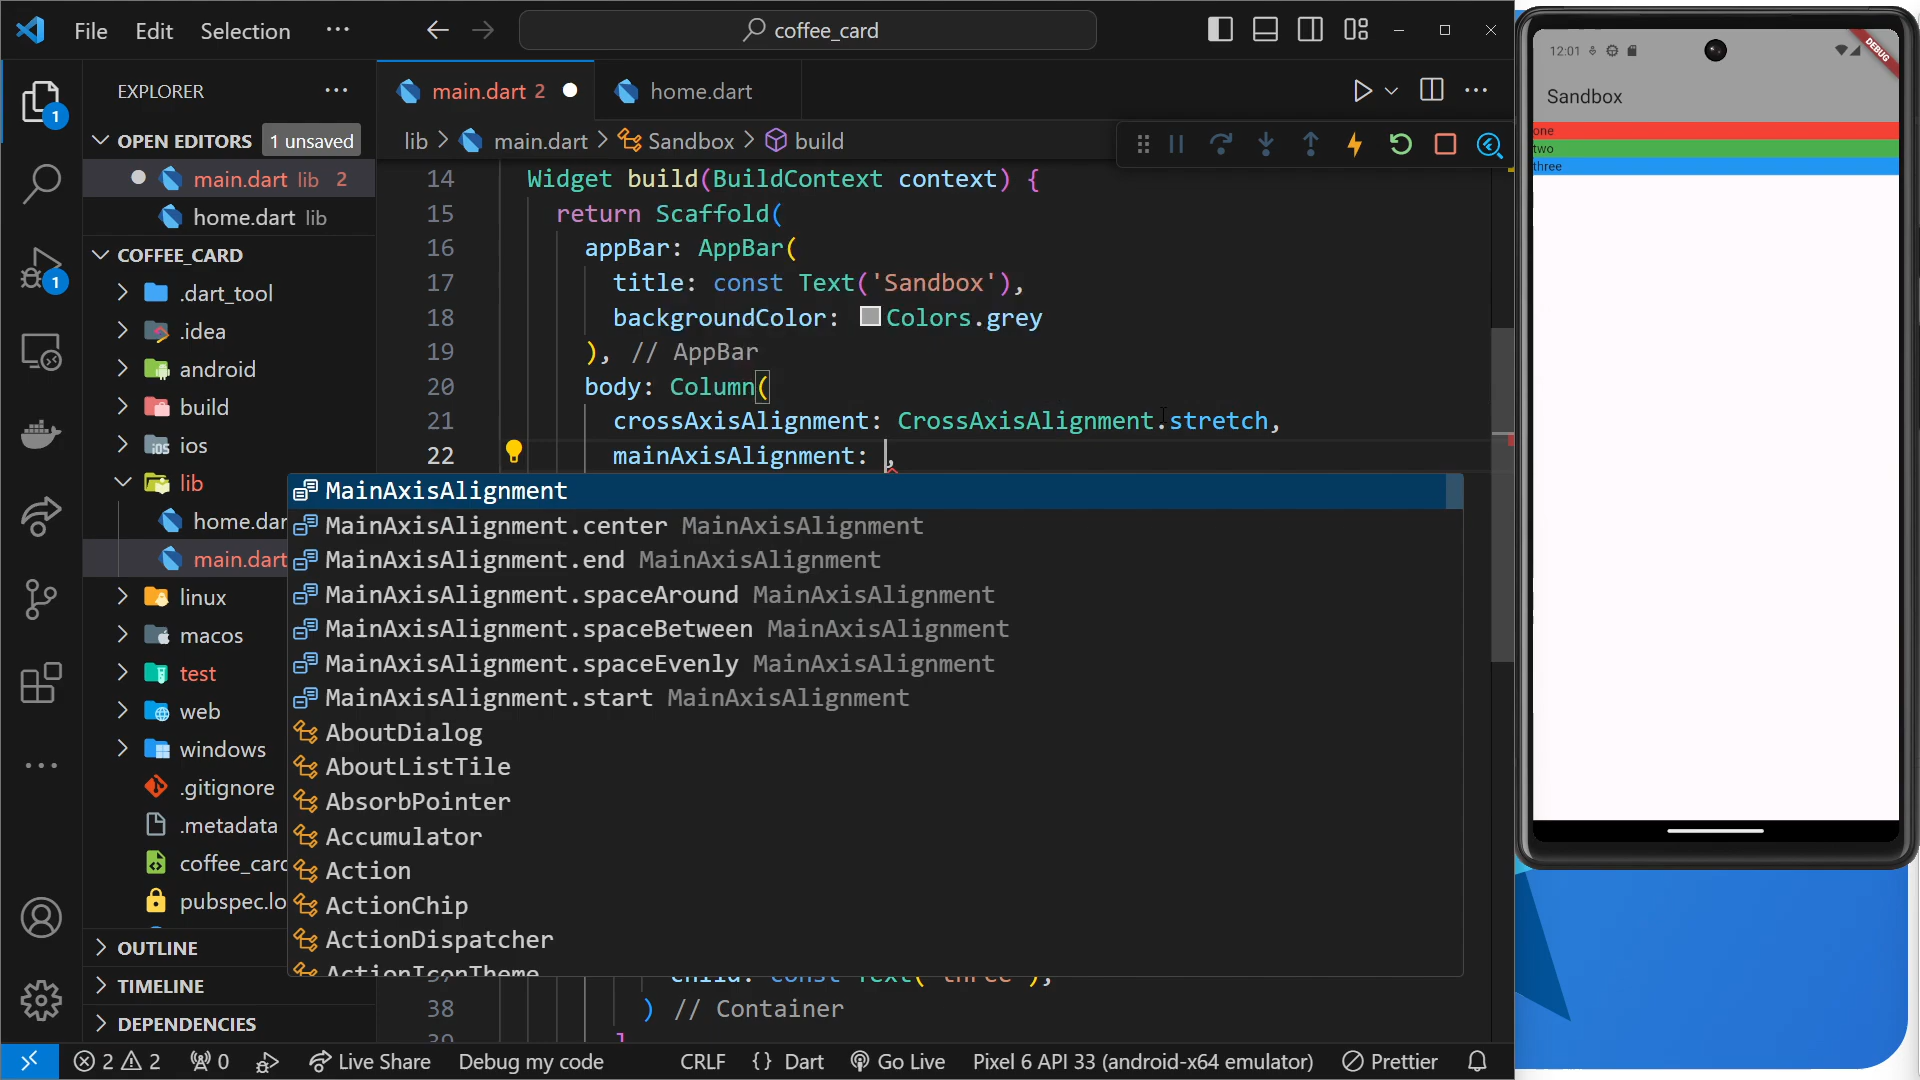 File Edit Selection ···
coffee_card
EXPLORER
OPEN EDITORS 1 unsaved
main.dart lib 2
home.dart lib
COFFEE_CARD
.dart_tool
.idea
android
build
ios
lib
home.dar
main.dart
linux
macos
test
web
windows
.gitignore
.metadata
coffee_card
pubspec.lo
OUTLINE
TIMELINE
DEPENDENCIES
main.dart 2
home.dart
lib > main.dart > Sandbox > build
14 Widget build(BuildContext context) {
15 return Scaffold(
16 appBar: AppBar(
17 title: const Text('Sandbox'),
18 backgroundColor: Colors.grey
19 ), // AppBar
20 body: Column(
21 crossAxisAlignment: CrossAxisAlignment.stretch,
22 mainAxisAlignment: ,
MainAxisAlignment
MainAxisAlignment.center MainAxisAlignment
MainAxisAlignment.end MainAxisAlignment
MainAxisAlignment.spaceAround MainAxisAlignment
MainAxisAlignment.spaceBetween MainAxisAlignment
MainAxisAlignment.spaceEvenly MainAxisAlignment
MainAxisAlignment.start MainAxisAlignment
AboutDialog
AboutListTile
AbsorbPointer
Accumulator
Action
ActionChip
ActionDispatcher
ActionIconTheme
37 child: const Text('three'),
38 ) // Container
39 ]
1
1
2 2 0 Live Share Debug my code CRLF {} Dart Go Live Pixel 6 API 33 (android-x64 emulator) Prettier
12:01
DEBUG
Sandbox
one
two
three